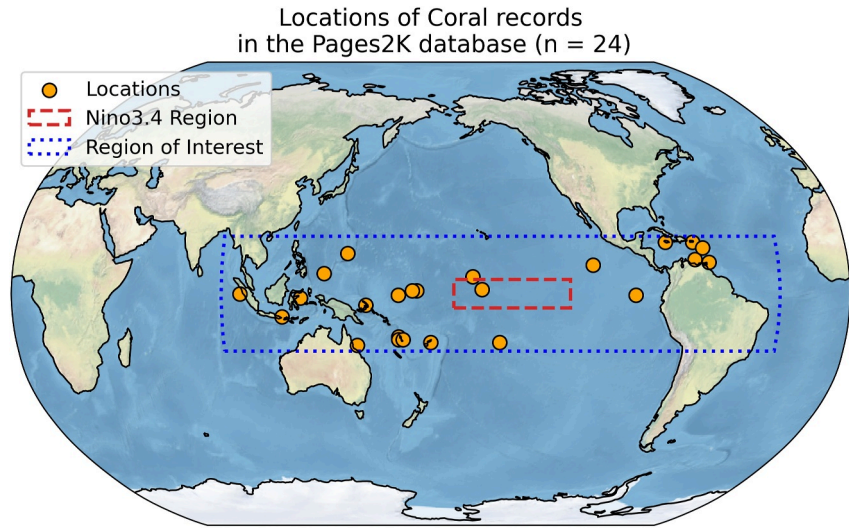 Locations of Coral records
in the Pages2K database (n = 24)
Locations
Nino3.4 Region
Region of Interest